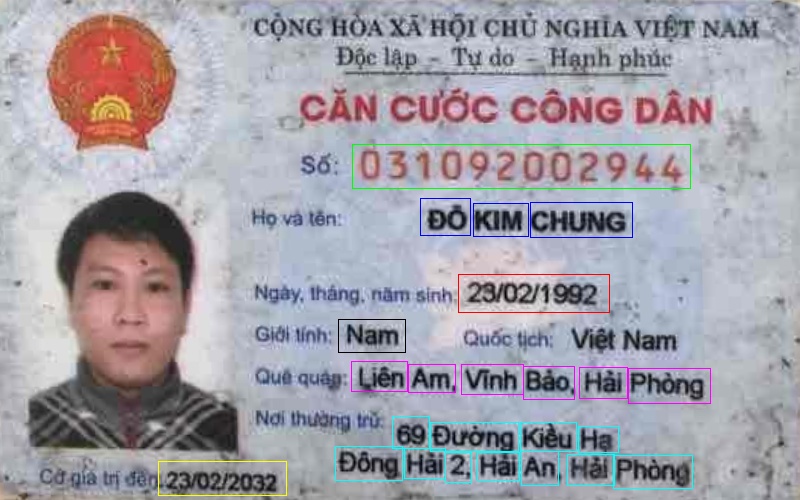 CỘNG HÒA XÃ HỘI CHỦ NGHĨA VIỆT NAM
Độc lập - Tự do - Hạnh phúc
CĂN CƯỚC CÔNG DÂN
Số: 031092002944
Họ và tên: ĐỖ KIM CHUNG
Ngày, tháng, năm sinh: 23/02/1992
Giới tính: Nam Quốc tịch: Việt Nam
Quê quán: Liên Am, Vĩnh Bảo, Hải Phòng
Nơi thường trú: 69 Đường Kiều Hạ
Đông Hải 2, Hải An, Hải Phòng
Có giá trị đến 23/02/2032